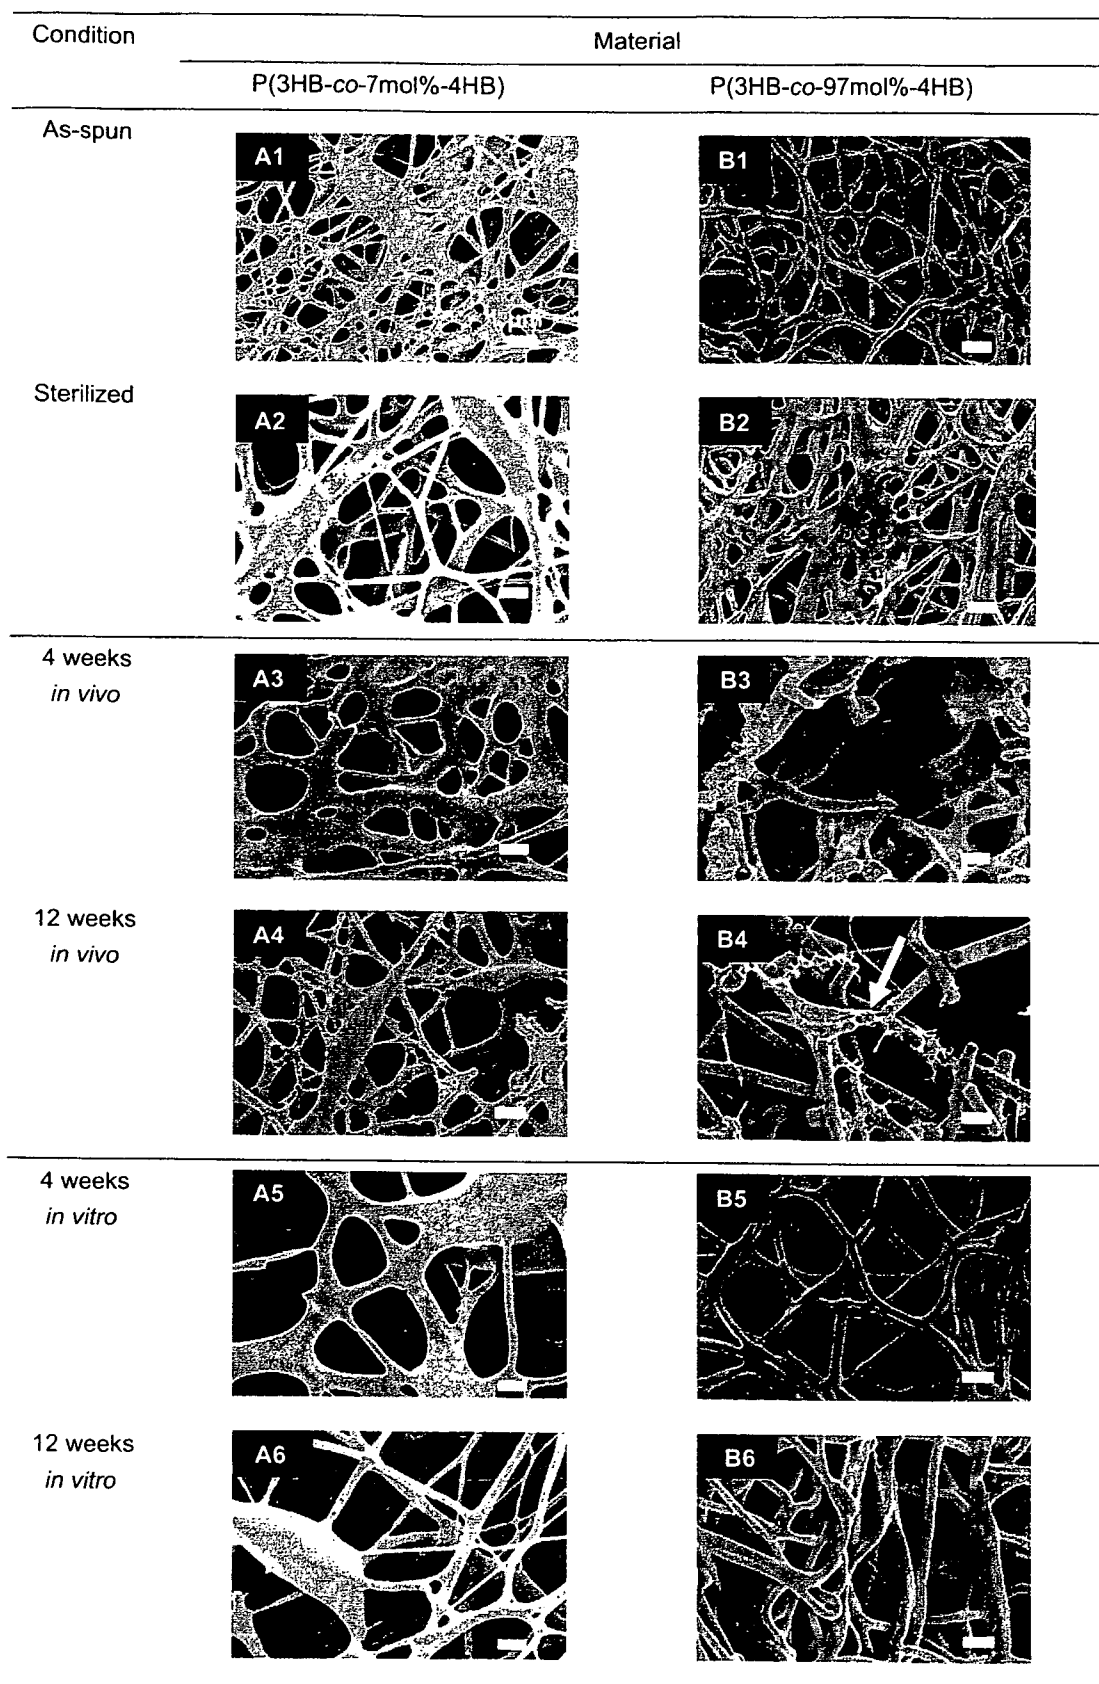 Condition
Material
P(3HB-co-7mol%-4HB)
P(3HB-co-97mol%-4HB)
As-spun
A1
B1
Sterilized
A2
B2
4 weeks
in vivo
A3
B3
12 weeks
in vivo
A4
B4
4 weeks
in vitro
A5
B5
12 weeks
in vitro
A6
B6